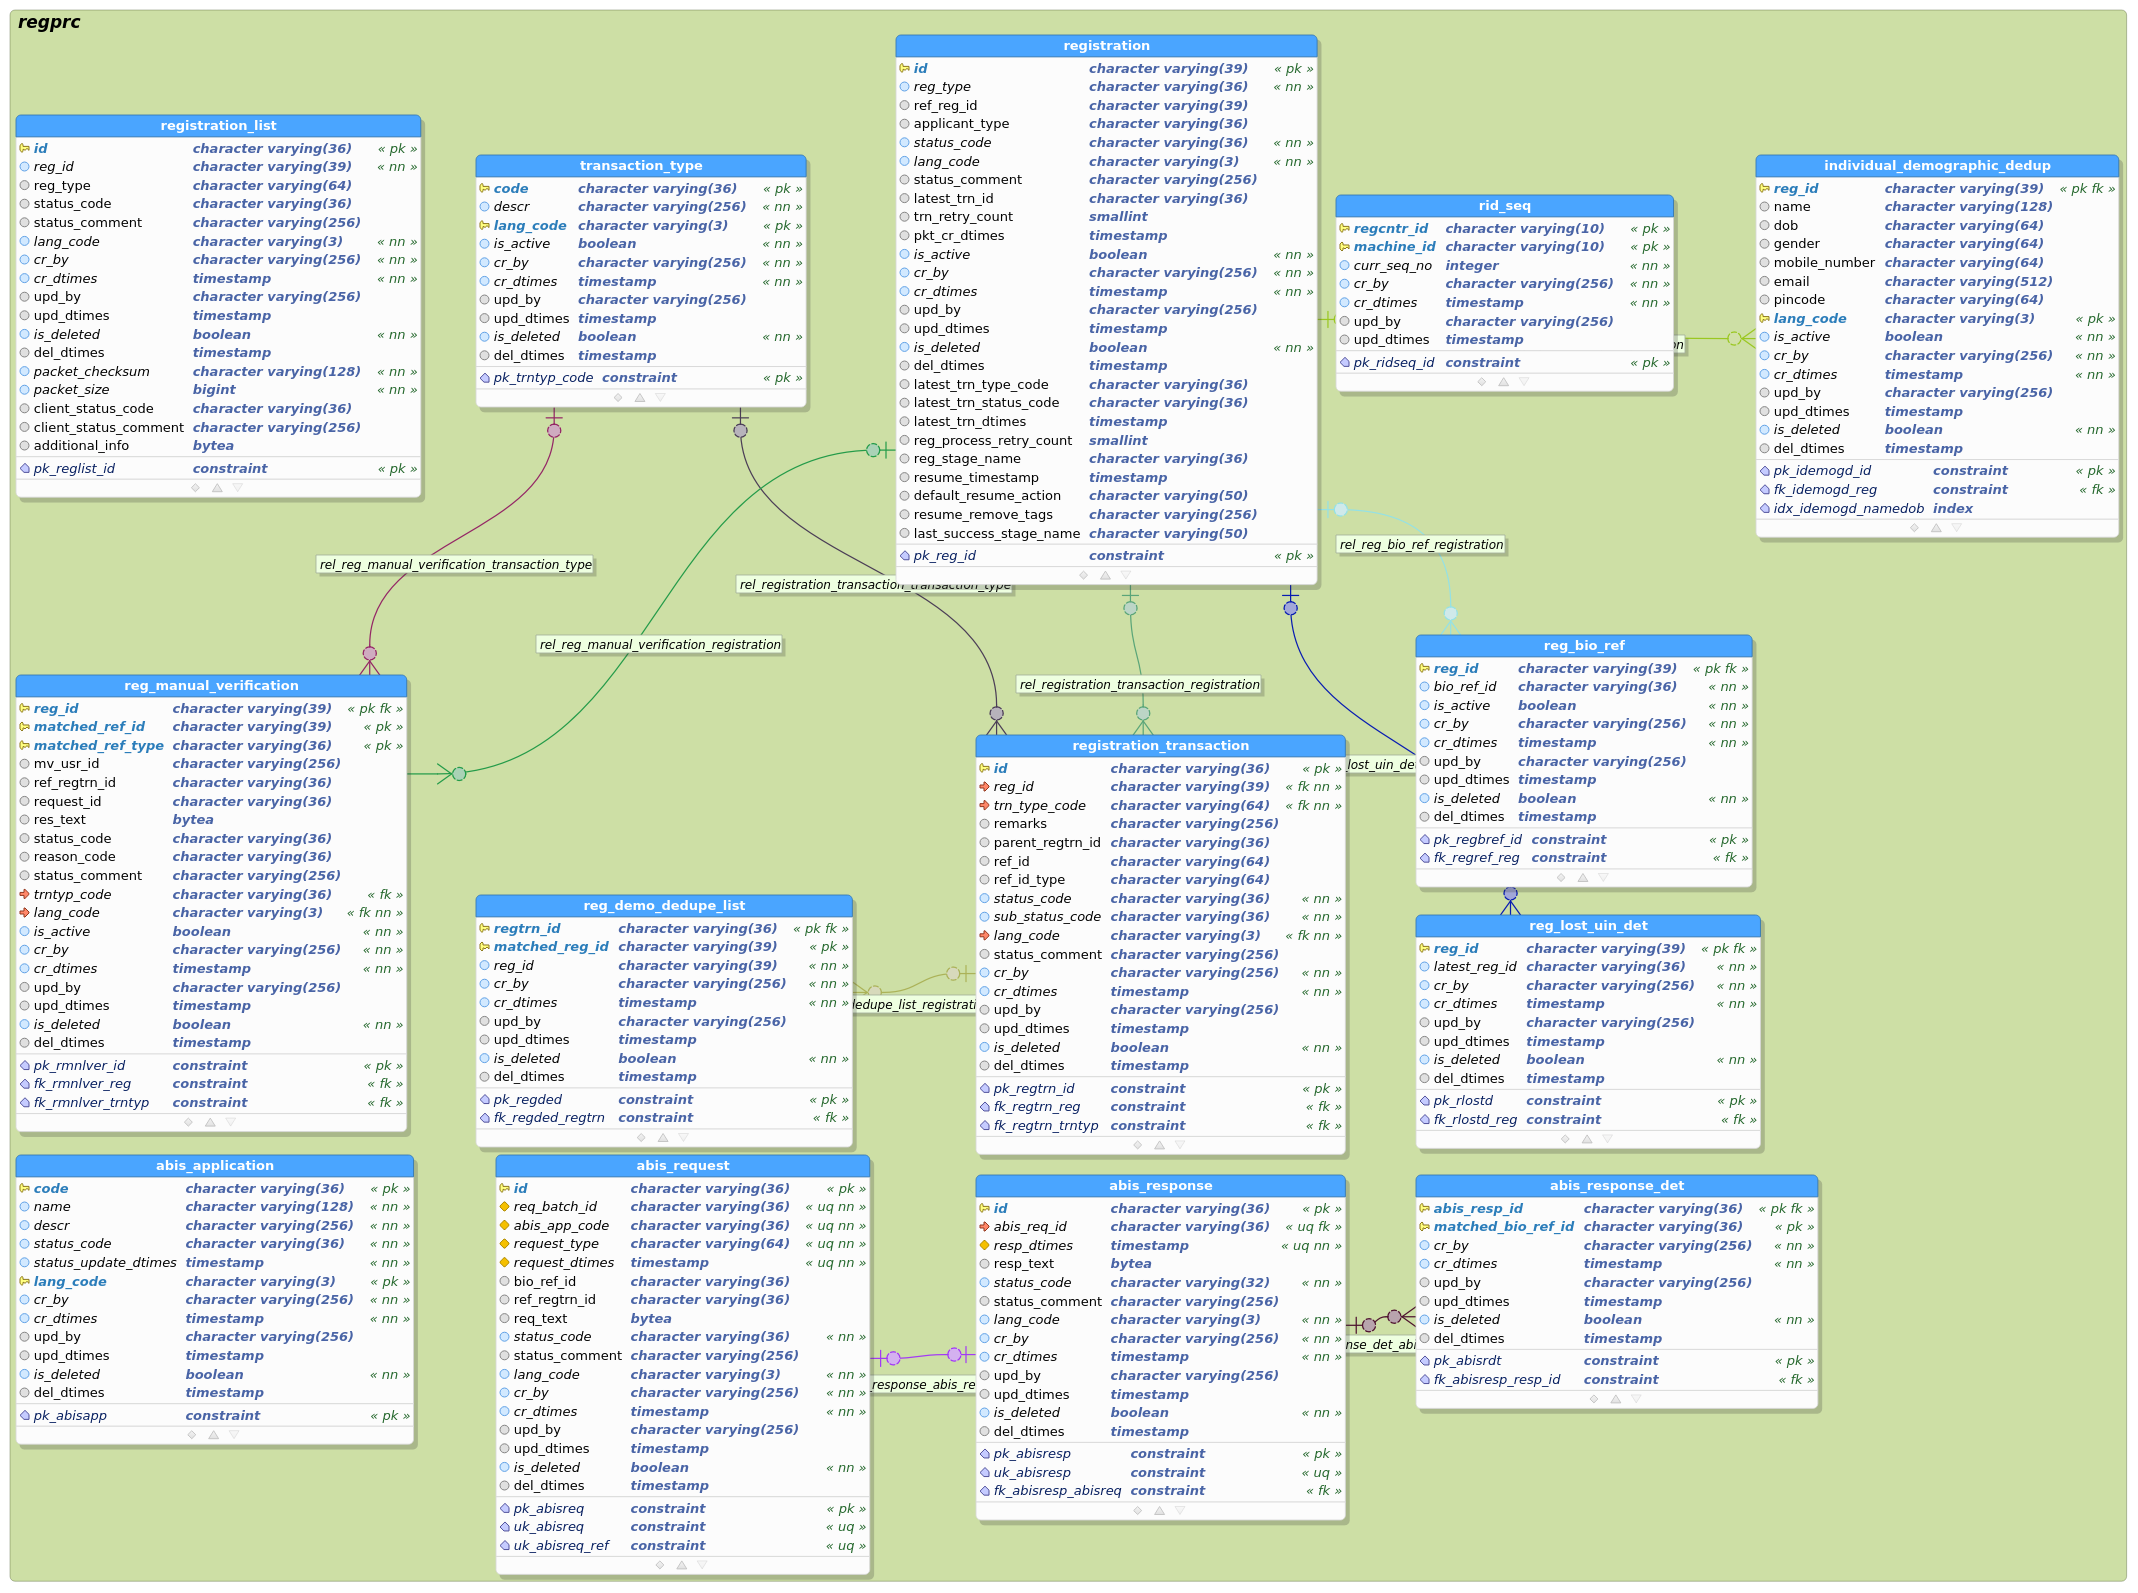 regprc
registration
id character varying(39) « pk »
reg_type character varying(36) « nn »
ref_reg_id character varying(39)
applicant_type character varying(36)
status_code character varying(36) « nn »
lang_code character varying(3) « nn »
status_comment character varying(256)
latest_trn_id character varying(36)
trn_retry_count smallint
pkt_cr_dtimes timestamp
is_active boolean « nn »
cr_by character varying(256) « nn »
cr_dtimes timestamp « nn »
upd_by character varying(256)
upd_dtimes timestamp
is_deleted boolean « nn »
del_dtimes timestamp
latest_trn_type_code character varying(36)
latest_trn_status_code character varying(36)
latest_trn_dtimes timestamp
reg_process_retry_count smallint
reg_stage_name character varying(36)
resume_timestamp timestamp
default_resume_action character varying(50)
resume_remove_tags character varying(256)
last_success_stage_name character varying(50)
pk_reg_id constraint « pk »
registration_list
id character varying(36) « pk »
reg_id character varying(39) « nn »
reg_type character varying(64)
status_code character varying(36)
status_comment character varying(256)
lang_code character varying(3) « nn »
cr_by character varying(256) « nn »
cr_dtimes timestamp « nn »
upd_by character varying(256)
upd_dtimes timestamp
is_deleted boolean « nn »
del_dtimes timestamp
packet_checksum character varying(128) « nn »
packet_size bigint « nn »
client_status_code character varying(36)
client_status_comment character varying(256)
additional_info bytea
pk_reglist_id constraint « pk »
transaction_type
code character varying(36) « pk »
descr character varying(256) « nn »
lang_code character varying(3) « pk »
is_active boolean « nn »
cr_by character varying(256) « nn »
cr_dtimes timestamp « nn »
upd_by character varying(256)
upd_dtimes timestamp
is_deleted boolean « nn »
del_dtimes timestamp
pk_trntyp_code constraint « pk »
rid_seq
regcntr_id character varying(10) « pk »
machine_id character varying(10) « pk »
curr_seq_no integer « nn »
cr_by character varying(256) « nn »
cr_dtimes timestamp « nn »
upd_by character varying(256)
upd_dtimes timestamp
pk_ridseq_id constraint « pk »
on
individual_demographic_dedup
reg_id character varying(39) « pk fk »
name character varying(128)
dob character varying(64)
gender character varying(64)
mobile_number character varying(64)
email character varying(512)
pincode character varying(64)
lang_code character varying(3) « pk »
is_active boolean « nn »
cr_by character varying(256) « nn »
cr_dtimes timestamp « nn »
upd_by character varying(256)
upd_dtimes timestamp
is_deleted boolean « nn »
del_dtimes timestamp
pk_idemogd_id constraint « pk »
fk_idemogd_reg constraint « fk »
idx_idemogd_namedob index
rel_reg_bio_ref_registration
rel_reg_manual_verification_transaction_type
rel_registration_transaction_transaction_type
rel_reg_manual_verification_registration
rel_registration_transaction_registration
reg_manual_verification
reg_id character varying(39) « pk fk »
matched_ref_id character varying(39) « pk »
matched_ref_type character varying(36) « pk »
mv_usr_id character varying(256)
ref_regtrn_id character varying(36)
request_id character varying(36)
res_text bytea
status_code character varying(36)
reason_code character varying(36)
status_comment character varying(256)
trntyp_code character varying(36) « fk »
lang_code character varying(3) « fk nn »
is_active boolean « nn »
cr_by character varying(256) « nn »
cr_dtimes timestamp « nn »
upd_by character varying(256)
upd_dtimes timestamp
is_deleted boolean « nn »
del_dtimes timestamp
pk_rmnlver_id constraint « pk »
fk_rmnlver_reg constraint « fk »
fk_rmnlver_trntyp constraint « fk »
reg_demo_dedupe_list
regtrn_id character varying(36) « pk fk »
matched_reg_id character varying(39) « pk »
reg_id character varying(39) « nn »
cr_by character varying(256) « nn »
cr_dtimes timestamp « nn »
upd_by character varying(256)
upd_dtimes timestamp
is_deleted boolean « nn »
del_dtimes timestamp
pk_regded constraint « pk »
fk_regded_regtrn constraint « fk »
dedupe_list_registrati
registration_transaction
id character varying(36) « pk »
reg_id character varying(39) « fk nn »
trn_type_code character varying(64) « fk nn »
remarks character varying(256)
parent_regtrn_id character varying(36)
ref_id character varying(64)
ref_id_type character varying(64)
status_code character varying(36) « nn »
sub_status_code character varying(36) « nn »
lang_code character varying(3) « fk nn »
status_comment character varying(256)
cr_by character varying(256) « nn »
cr_dtimes timestamp « nn »
upd_by character varying(256)
upd_dtimes timestamp
is_deleted boolean « nn »
del_dtimes timestamp
pk_regtrn_id constraint « pk »
fk_regtrn_reg constraint « fk »
fk_regtrn_trntyp constraint « fk »
_lost_uin_de
reg_bio_ref
reg_id character varying(39) « pk fk »
bio_ref_id character varying(36) « nn »
is_active boolean « nn »
cr_by character varying(256) « nn »
cr_dtimes timestamp « nn »
upd_by character varying(256)
upd_dtimes timestamp
is_deleted boolean « nn »
del_dtimes timestamp
pk_regbref_id constraint « pk »
fk_regref_reg constraint « fk »
reg_lost_uin_det
reg_id character varying(39) « pk fk »
latest_reg_id character varying(36) « nn »
cr_by character varying(256) « nn »
cr_dtimes timestamp « nn »
upd_by character varying(256)
upd_dtimes timestamp
is_deleted boolean « nn »
del_dtimes timestamp
pk_rlostd constraint « pk »
fk_rlostd_reg constraint « fk »
abis_application
code character varying(36) « pk »
name character varying(128) « nn »
descr character varying(256) « nn »
status_code character varying(36) « nn »
status_update_dtimes timestamp « nn »
lang_code character varying(3) « pk »
cr_by character varying(256) « nn »
cr_dtimes timestamp « nn »
upd_by character varying(256)
upd_dtimes timestamp
is_deleted boolean « nn »
del_dtimes timestamp
pk_abisapp constraint « pk »
abis_request
id character varying(36) « pk »
req_batch_id character varying(36) « uq nn »
abis_app_code character varying(36) « uq nn »
request_type character varying(64) « uq nn »
request_dtimes timestamp « uq nn »
bio_ref_id character varying(36)
ref_regtrn_id character varying(36)
req_text bytea
status_code character varying(36) « nn »
status_comment character varying(256)
lang_code character varying(3) « nn »
cr_by character varying(256) « nn »
cr_dtimes timestamp « nn »
upd_by character varying(256)
upd_dtimes timestamp
is_deleted boolean « nn »
del_dtimes timestamp
pk_abisreq constraint « pk »
uk_abisreq constraint « uq »
uk_abisreq_ref constraint « uq »
_response_abis_re
abis_response
id character varying(36) « pk »
abis_req_id character varying(36) « uq fk »
resp_dtimes timestamp « uq nn »
resp_text bytea
status_code character varying(32) « nn »
status_comment character varying(256)
lang_code character varying(3) « nn »
cr_by character varying(256) « nn »
cr_dtimes timestamp « nn »
upd_by character varying(256)
upd_dtimes timestamp
is_deleted boolean « nn »
del_dtimes timestamp
pk_abisresp constraint « pk »
uk_abisresp constraint « uq »
fk_abisresp_abisreq constraint « fk »
nse_det_abi
abis_response_det
abis_resp_id character varying(36) « pk fk »
matched_bio_ref_id character varying(36) « pk »
cr_by character varying(256) « nn »
cr_dtimes timestamp « nn »
upd_by character varying(256)
upd_dtimes timestamp
is_deleted boolean « nn »
del_dtimes timestamp
pk_abisrdt constraint « pk »
fk_abisresp_resp_id constraint « fk »